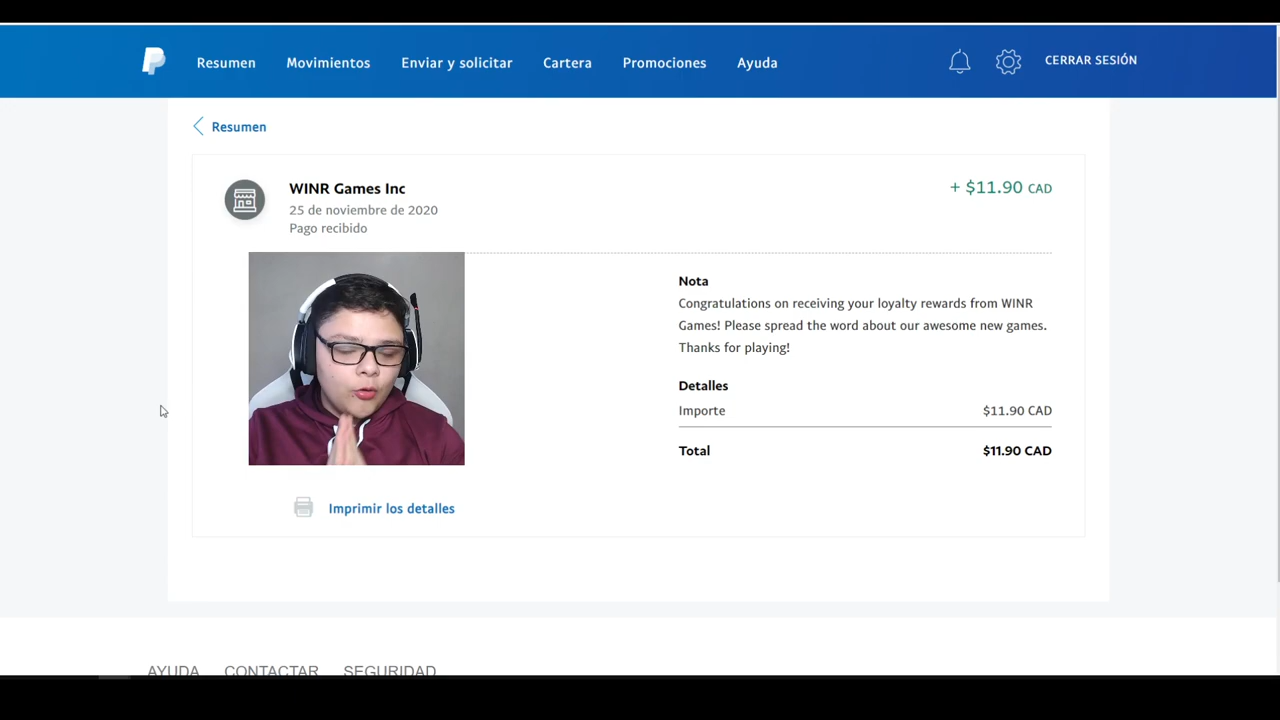 Resumen Movimientos Enviar y solicitar Cartera Promociones Ayuda CERRAR SESIÓN
Resumen
WINR Games Inc
+ $11.90 CAD
25 de noviembre de 2020
Pago recibido
Nota
Congratulations on receiving your loyalty rewards from WINR
Games! Please spread the word about our awesome new games.
Thanks for playing!
Detalles
Importe $11.90 CAD
Total $11.90 CAD
Imprimir los detalles
AYUDA CONTACTAR SEGURIDAD